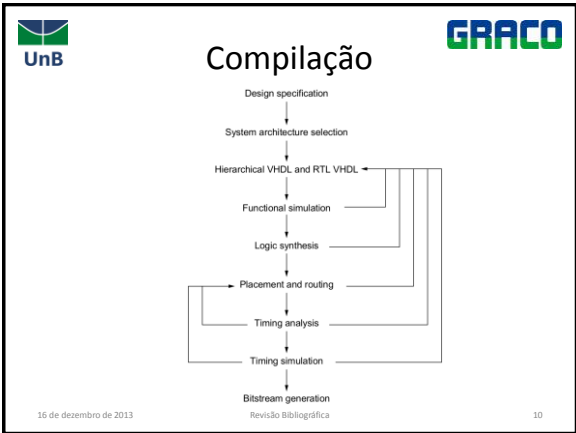 UnB
GRACO
Compilação
Design specification
System architecture selection
Hierarchical VHDL and RTL VHDL
Functional simulation
Logic synthesis
Placement and routing
Timing analysis
Timing simulation
Bitstream generation
16 de dezembro de 2013
Revisão Bibliográfica
10